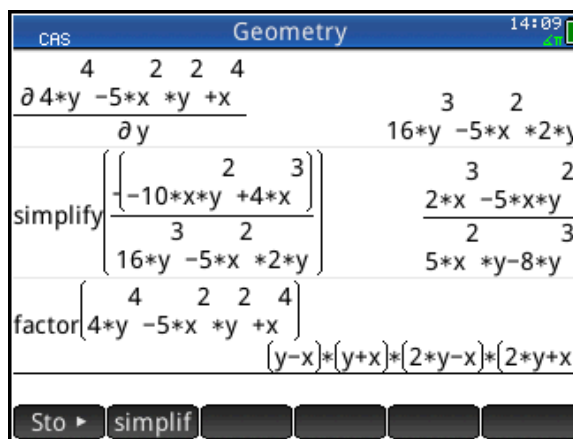 CAS Geometry 14:09
∡π
4 2 2 4
∂ 4*y -5*x *y +x
∂ y
3 2
16*y -5*x *2*y
simplify
2 3
-(-10*x*y +4*x )
3 2
16*y -5*x *2*y
3 2
2*x -5*x*y
2 3
5*x *y-8*y
4 2 2 4
factor(4*y -5*x *y +x )
(y-x)*(y+x)*(2*y-x)*(2*y+x
Sto ▸ simplif